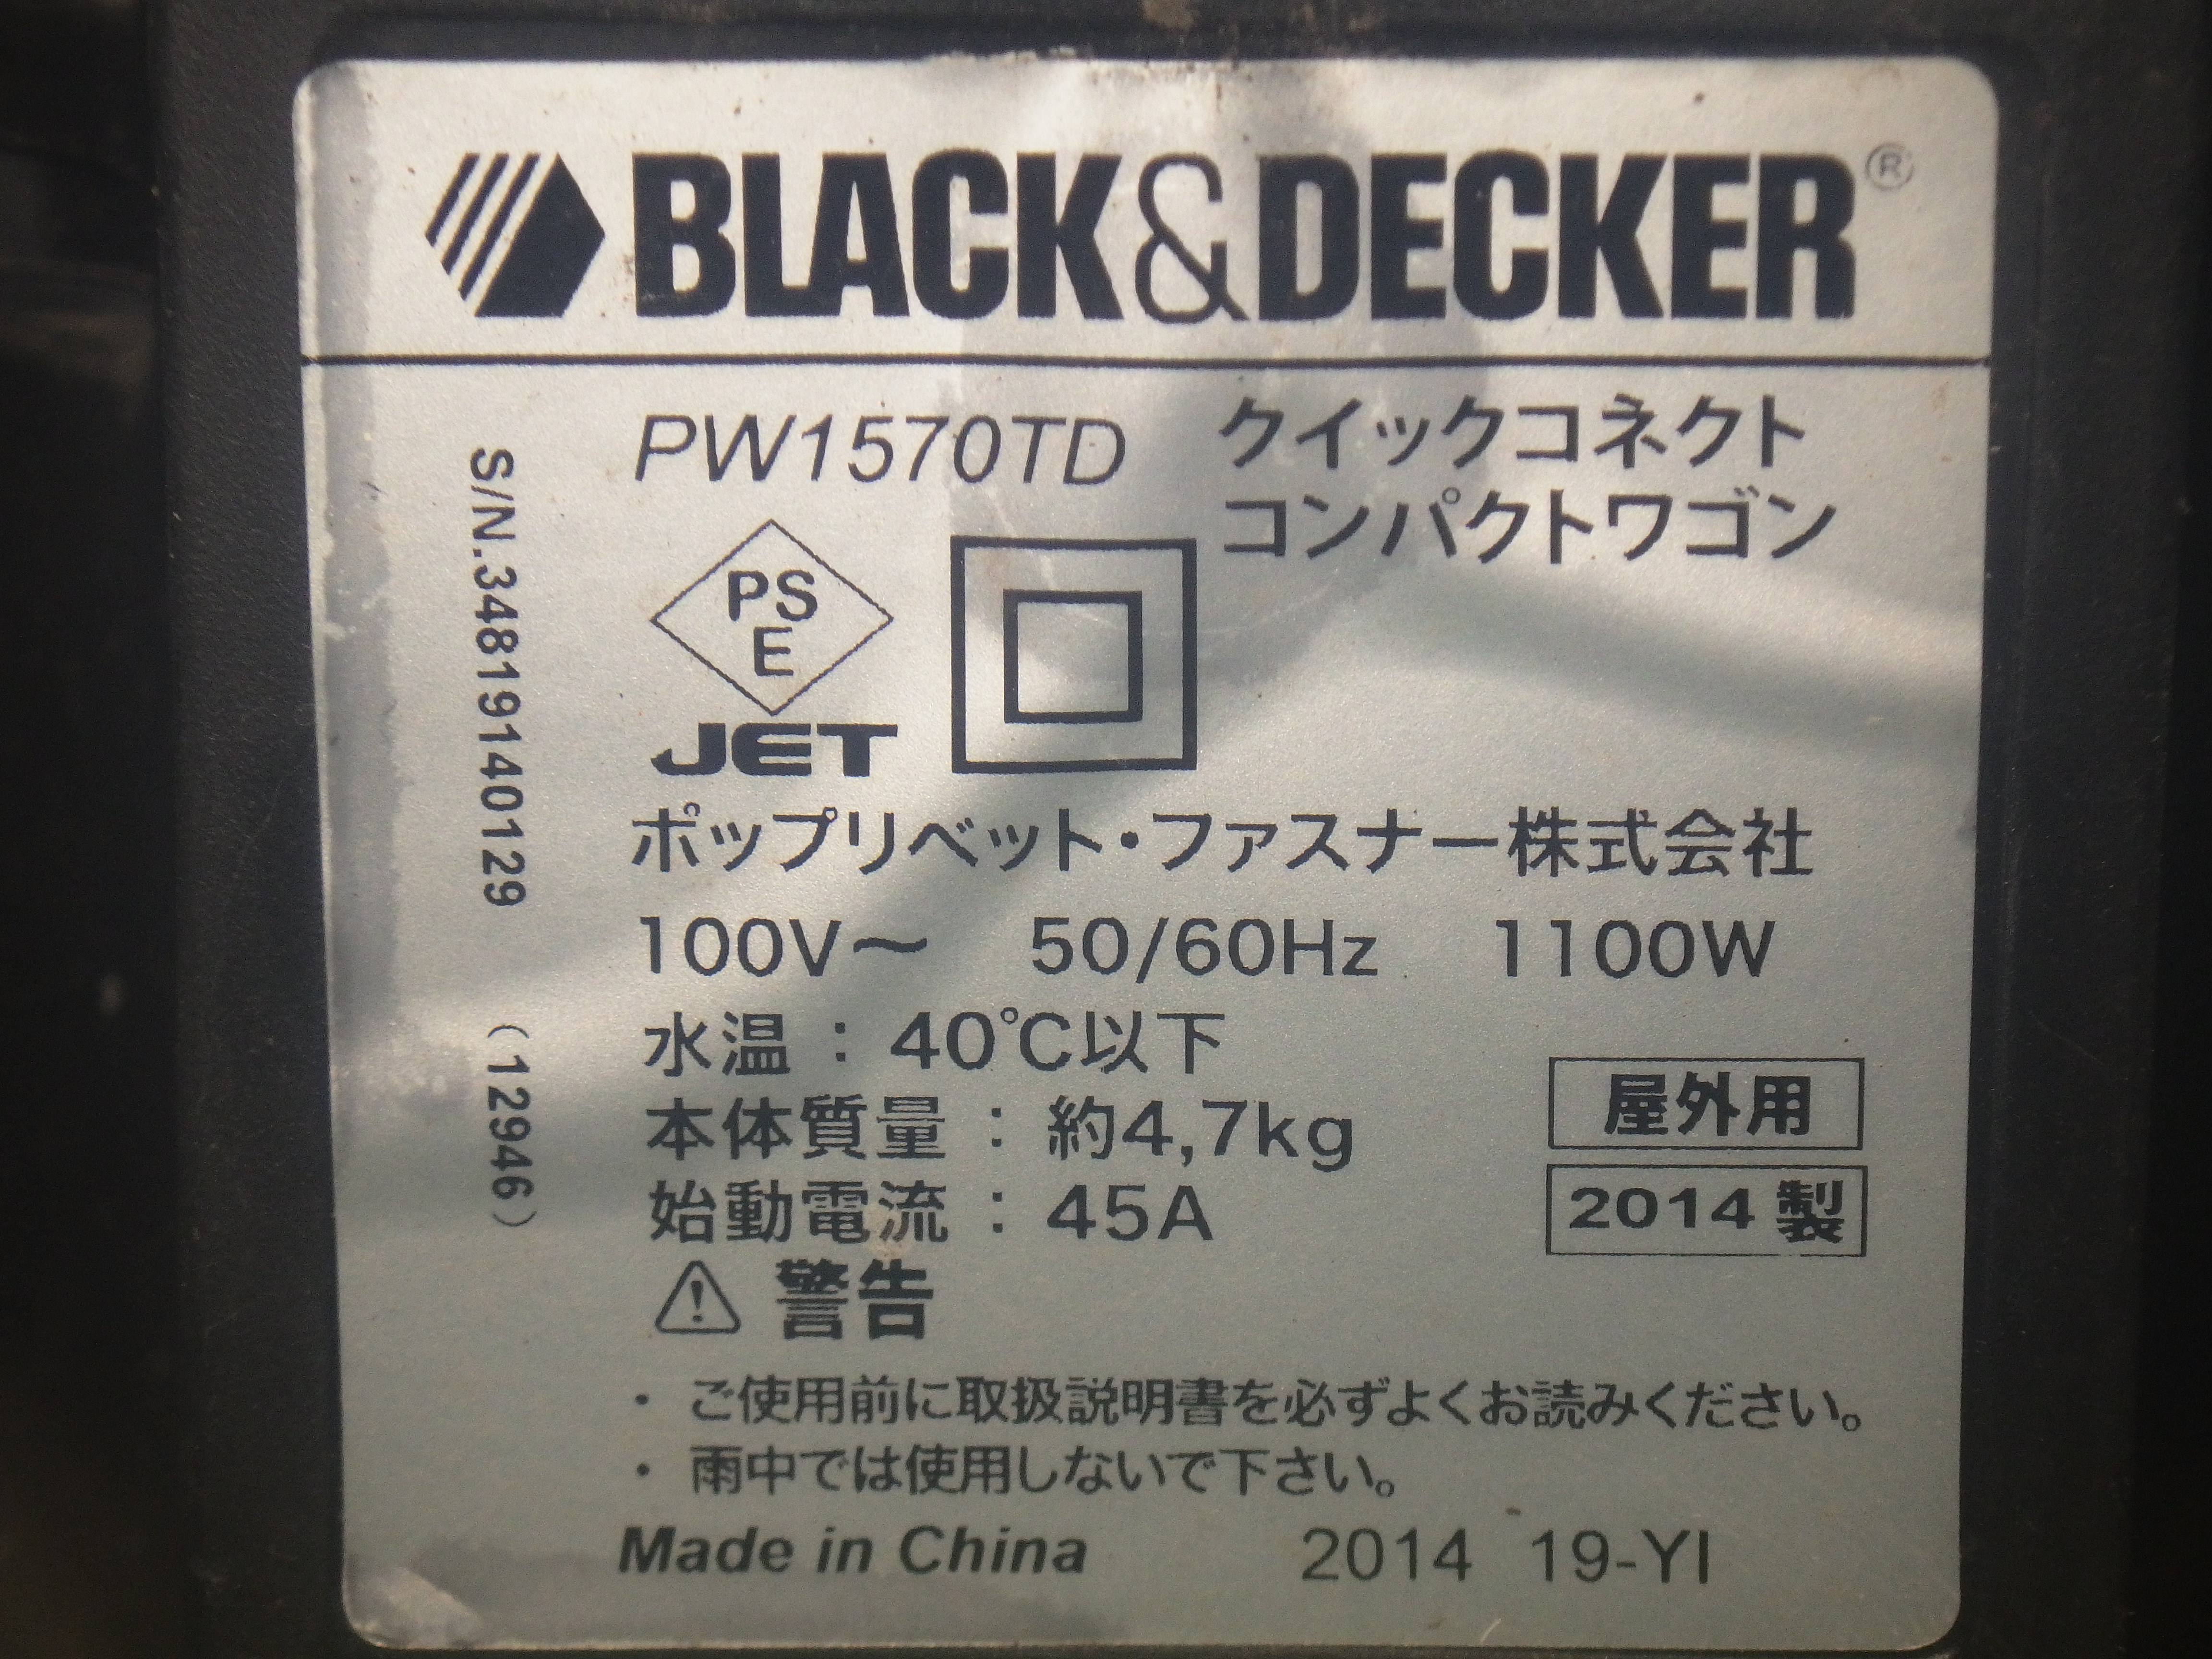 BLACK&DECKER®
PW1570TD クイックコネクト
コンパクトワゴン
PS
E
JET
ポップリベット・ファスナー株式会社
100V〜 50/60Hz 1100W
水温：40℃以下
本体質量：約4,7kg
始動電流：45A
屋外用
2014製
警告
・ご使用前に取扱説明書を必ずよくお読みください。
・雨中では使用しないで下さい。
Made in China 2014 19-YI
S/N.34819140129 （12946）